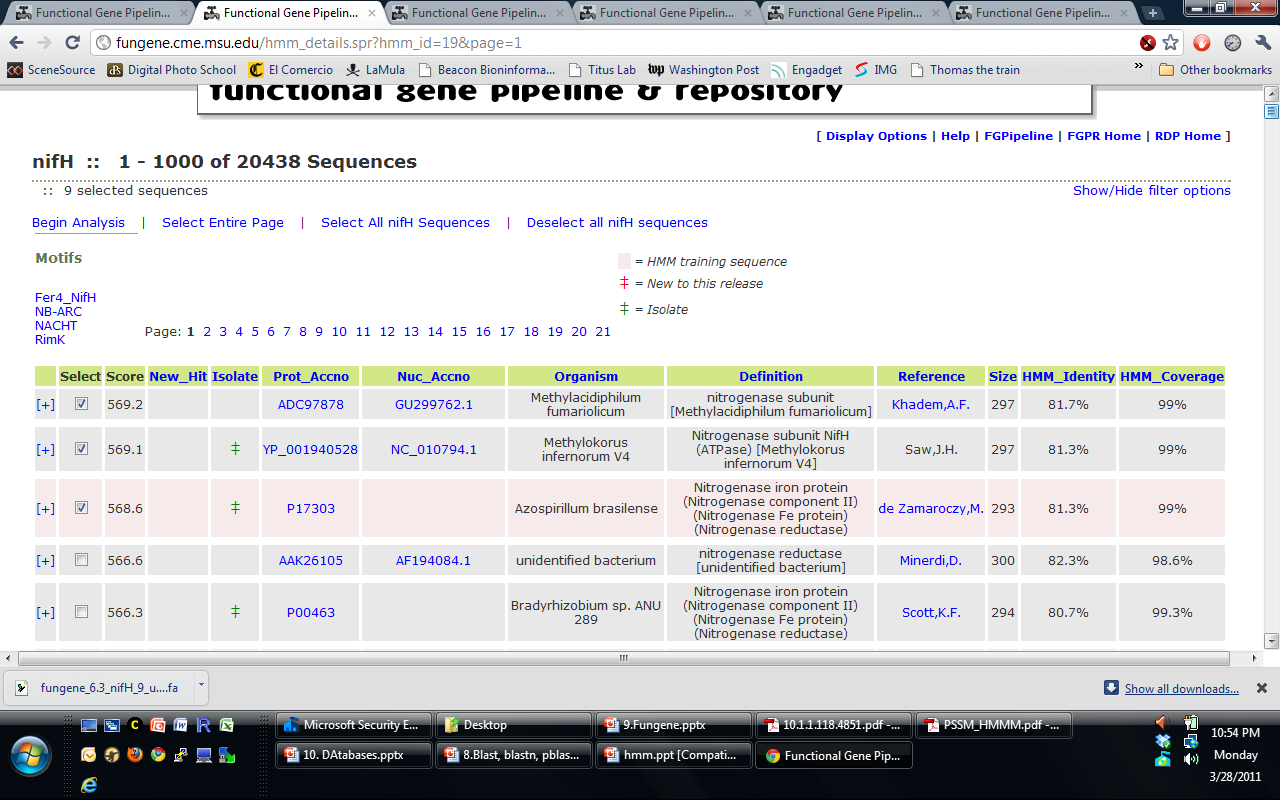 Functional Gene Pipelin...
Functional Gene Pipelin...
Functional Gene Pipelin...
Functional Gene Pipelin...
Functional Gene Pipelin...
Functional Gene Pipelin...
fungene.cme.msu.edu/hmm_details.spr?hmm_id=19&page=1
SceneSource
Digital Photo School
El Comercio
LaMula
Beacon Bioninforma...
Titus Lab
Washington Post
Engadget
IMG
Thomas the train
»
Other bookmarks
functional gene pipeline & repository
[ Display Options | Help | FGPipeline | FGPR Home | RDP Home ]
nifH :: 1 - 1000 of 20438 Sequences
:: 9 selected sequences
Show/Hide filter options
Begin Analysis | Select Entire Page | Select All nifH Sequences | Deselect all nifH sequences
Motifs
Fer4_NifH
NB-ARC
NACHT
RimK
= HMM training sequence
‡ = New to this release
‡ = Isolate
Page: 1 2 3 4 5 6 7 8 9 10 11 12 13 14 15 16 17 18 19 20 21
Select Score New_Hit Isolate Prot_Accno Nuc_Accno Organism Definition Reference Size HMM_Identity HMM_Coverage
[+] 569.2 ADC97878 GU299762.1 Methylacidiphilum fumariolicum nitrogenase subunit [Methylacidiphilum fumariolicum] Khadem,A.F. 297 81.7% 99%
[+] 569.1 ‡ YP_001940528 NC_010794.1 Methylokorus infernorum V4 Nitrogenase subunit NifH (ATPase) [Methylokorus infernorum V4] Saw,J.H. 297 81.3% 99%
[+] 568.6 ‡ P17303 Azospirillum brasilense Nitrogenase iron protein (Nitrogenase component II) (Nitrogenase Fe protein) (Nitrogenase reductase) de Zamaroczy,M. 293 81.3% 99%
[+] 566.6 AAK26105 AF194084.1 unidentified bacterium nitrogenase reductase [unidentified bacterium] Minerdi,D. 300 82.3% 98.6%
[+] 566.3 ‡ P00463 Bradyrhizobium sp. ANU 289 Nitrogenase iron protein (Nitrogenase component II) (Nitrogenase Fe protein) (Nitrogenase reductase) Scott,K.F. 294 80.7% 99.3%
fungene_6.3_nifH_9_u....fa
Show all downloads...
Microsoft Security E...
Desktop
9.Fungene.pptx
10.1.1.118.4851.pdf -...
PSSM_HMMM.pdf -...
10. DAtabases.pptx
8.Blast, blastn, pblas...
hmm.ppt [Compati...
Functional Gene Pip...
10:54 PM
Monday
3/28/2011